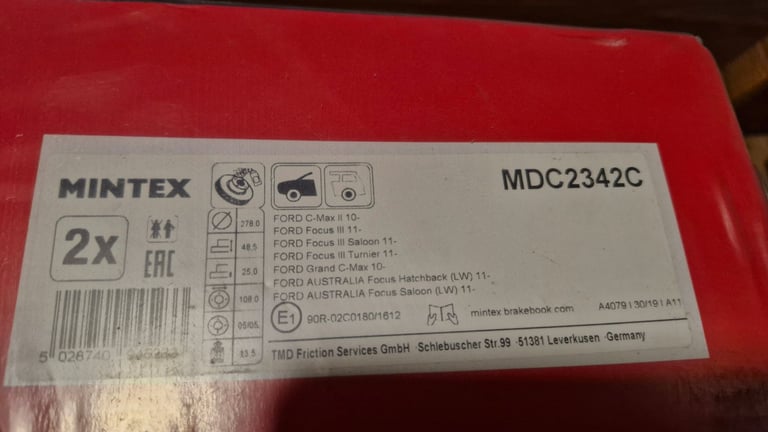 MINTEX
MDC2342C
2x
EAC
278,0
48,5
25,0
108,0
05/05,
63,5
FORD C-Max II 10-
FORD Focus III 11-
FORD Focus III Saloon 11-
FORD Focus III Turnier 11-
FORD Grand C-Max 10-
FORD AUSTRALIA Focus Hatchback (LW) 11-
FORD AUSTRALIA Focus Saloon (LW) 11-
E1
90R-02C0180/1612
mintex.brakebook.com
A4079 | 30/19 | A11
5 028740
TMD Friction Services GmbH · Schlebuscher Str.99 · 51381 Leverkusen · Germany